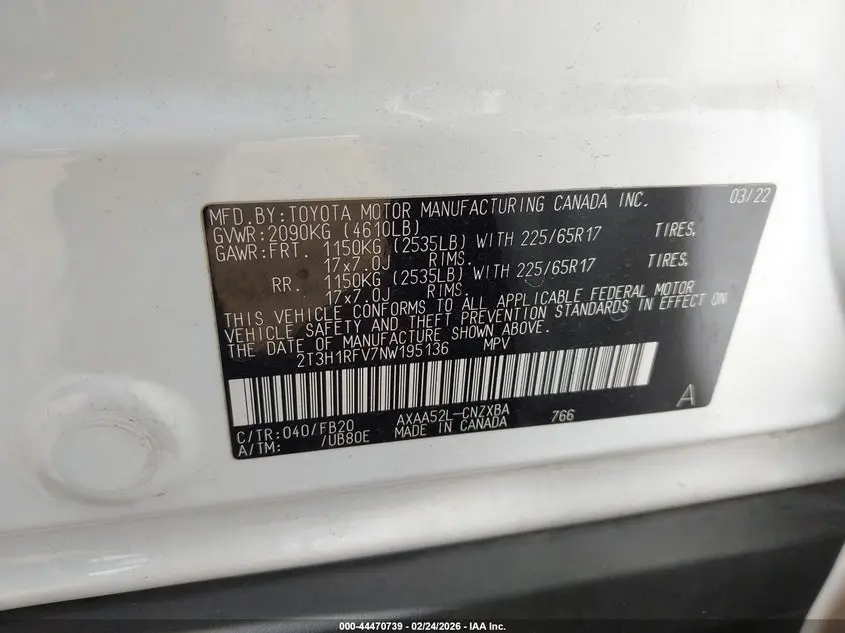 MFD.BY:TOYOTA MOTOR MANUFACTURING CANADA INC. 03/22
GVWR:2090KG (4610LB)
GAWR:FRT. 1150KG (2535LB) WITH 225/65R17 TIRES,
17x7.0J RIMS.
RR. 1150KG (2535LB) WITH 225/65R17 TIRES,
17x7.0J RIMS.
THIS VEHICLE CONFORMS TO ALL APPLICABLE FEDERAL MOTOR
VEHICLE SAFETY AND THEFT PREVENTION STANDARDS IN EFFECT ON
THE DATE OF MANUFACTURE SHOWN ABOVE.
2T3H1RFV7NW195136 MPV
C/TR:040/FB20 AXAA52L-CNZXBA 766 A
A/TM: /UB80E MADE IN CANADA
000-44470739 - 02/24/2026 - IAA Inc.